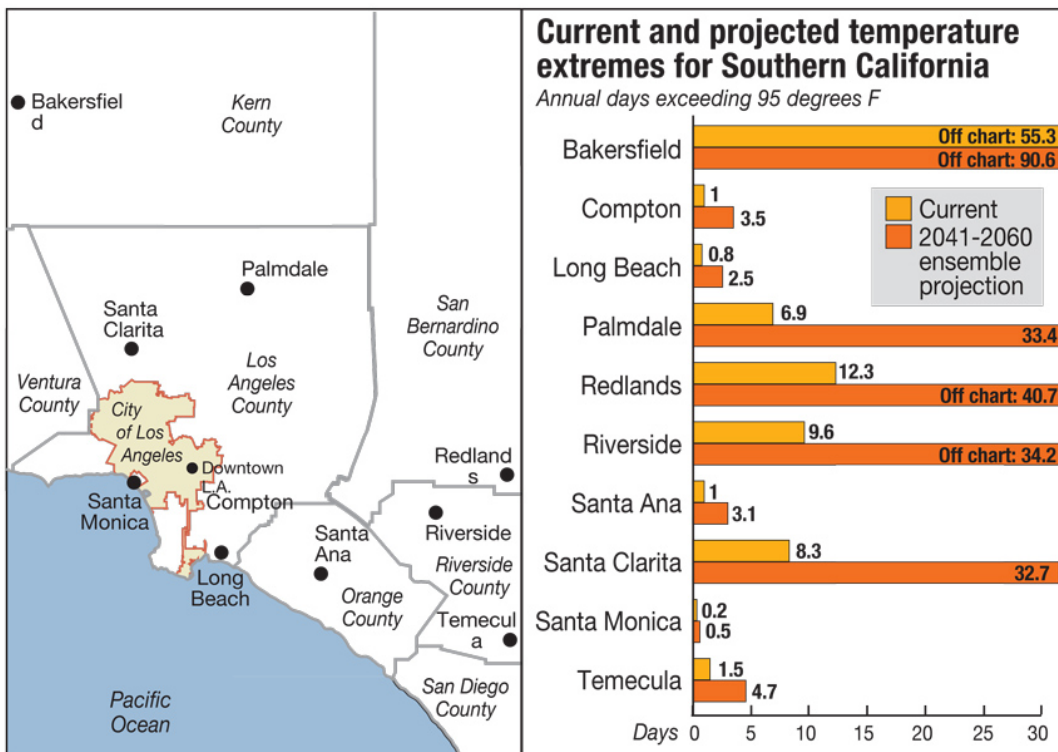 Bakersfiel
d
Kern
County
Palmdale
Santa
Clarita
San
Bernardino
County
Ventura
County
Los
Angeles
County
City
of Los
Angeles
Downtown
L.A.
Compton
Santa
Monica
Redland
s
Riverside
Santa
Ana
Long
Beach
Riverside
County
Orange
County
Temecul
a
San Diego
County
Pacific
Ocean
Current and projected temperature
extremes for Southern California
Annual days exceeding 95 degrees F
Bakersfield
Off chart: 55.3
Off chart: 90.6
Compton
1
3.5
Long Beach
0.8
2.5
Current
2041-2060
ensemble
projection
Palmdale
6.9
33.4
Redlands
12.3
Off chart: 40.7
Riverside
9.6
Off chart: 34.2
Santa Ana
1
3.1
Santa Clarita
8.3
32.7
Santa Monica
0.2
0.5
Temecula
1.5
4.7
Days 0 5 10 15 20 25 30